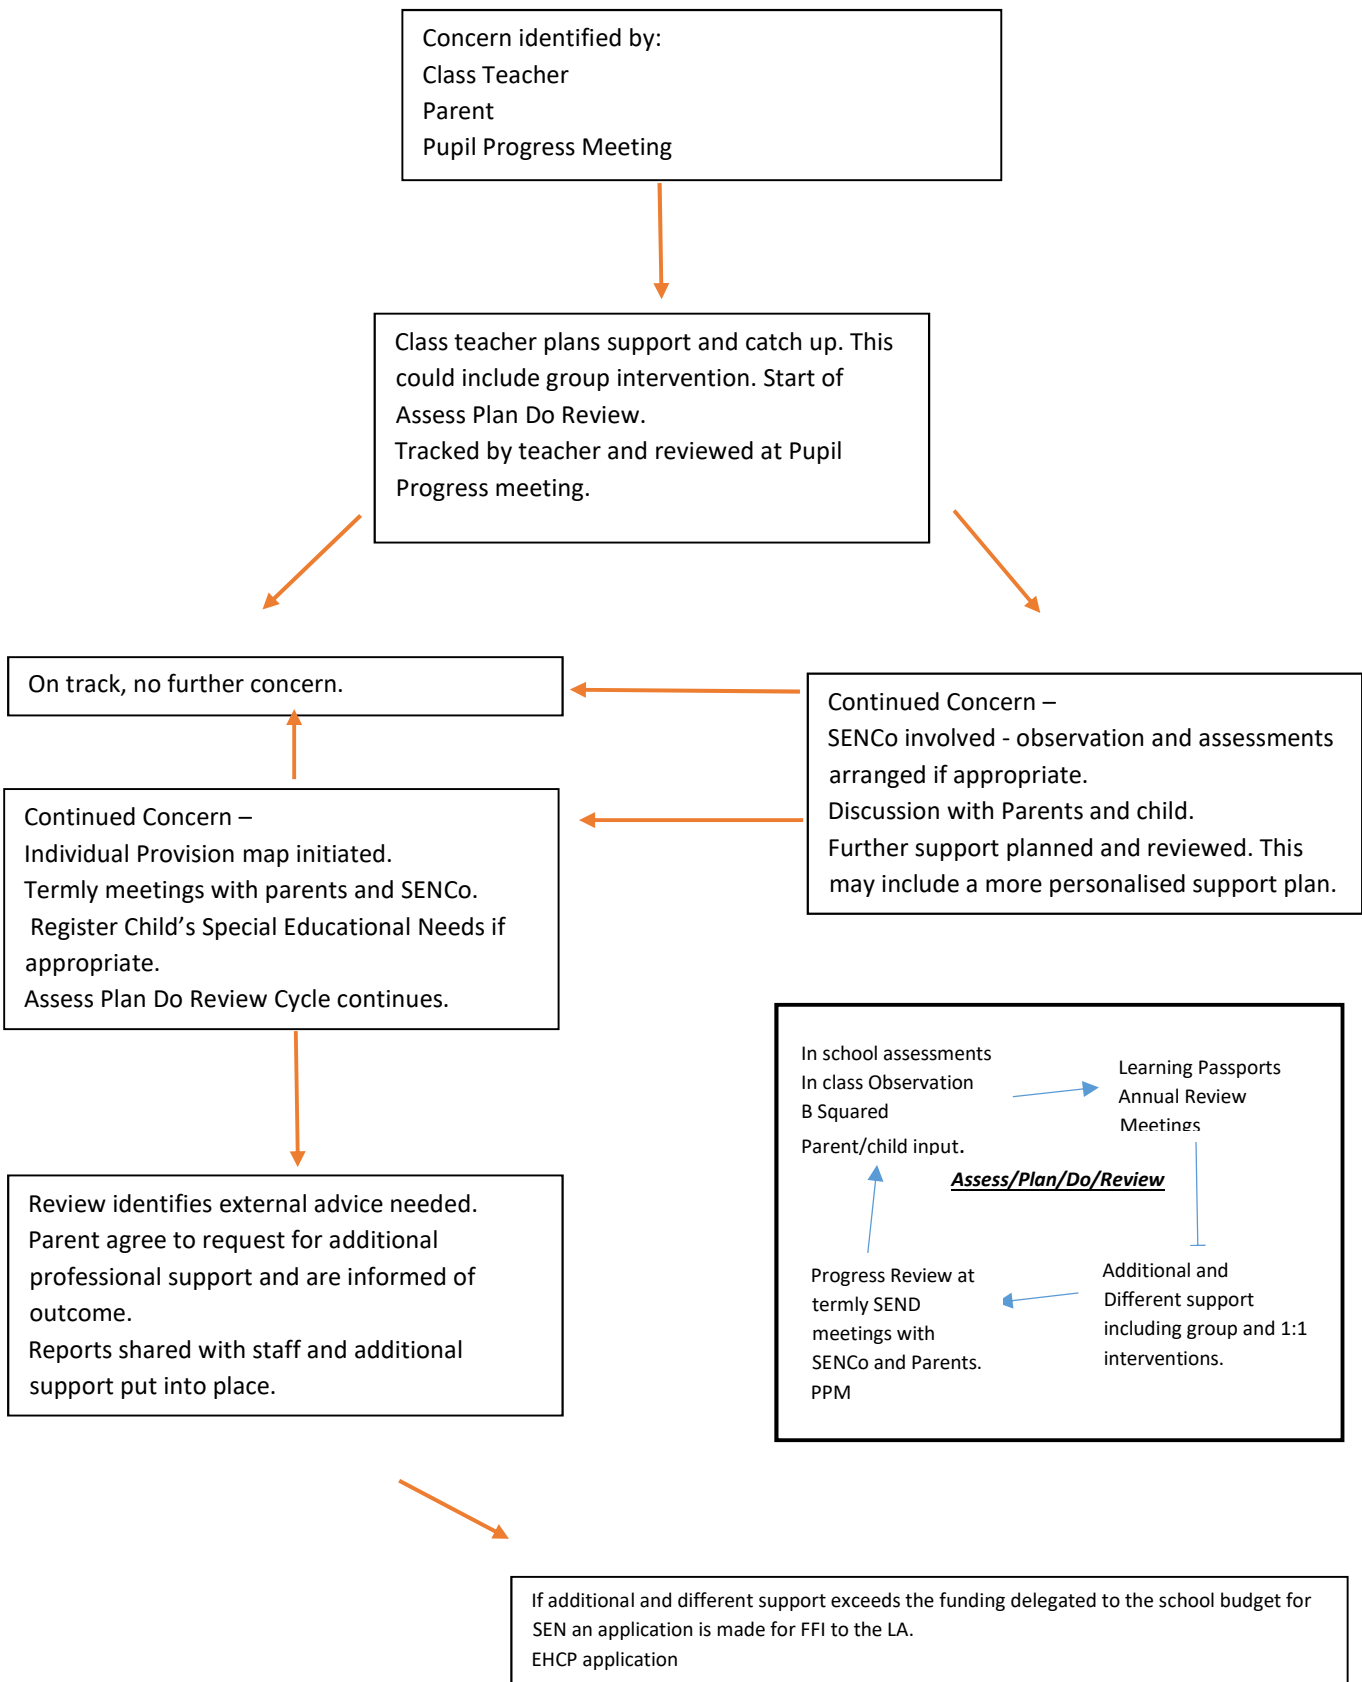 Concern identified by:
Class Teacher
Parent
Pupil Progress Meeting
Class teacher plans support and catch up. This
could include group intervention. Start of
Assess Plan Do Review.
Tracked by teacher and reviewed at Pupil
Progress meeting.
On track, no further concern.
Continued Concern –
SENCo involved - observation and assessments
arranged if appropriate.
Discussion with Parents and child.
Further support planned and reviewed. This
may include a more personalised support plan.
Continued Concern –
Individual Provision map initiated.
Termly meetings with parents and SENCo.
Register Child’s Special Educational Needs if
appropriate.
Assess Plan Do Review Cycle continues.
In school assessments
In class Observation
B Squared
Parent/child input.
Learning Passports
Annual Review
Meetings
Assess/Plan/Do/Review
Progress Review at
termly SEND
meetings with
SENCo and Parents.
PPM
Additional and
Different support
including group and 1:1
interventions.
Review identifies external advice needed.
Parent agree to request for additional
professional support and are informed of
outcome.
Reports shared with staff and additional
support put into place.
If additional and different support exceeds the funding delegated to the school budget for
SEN an application is made for FFI to the LA.
EHCP application